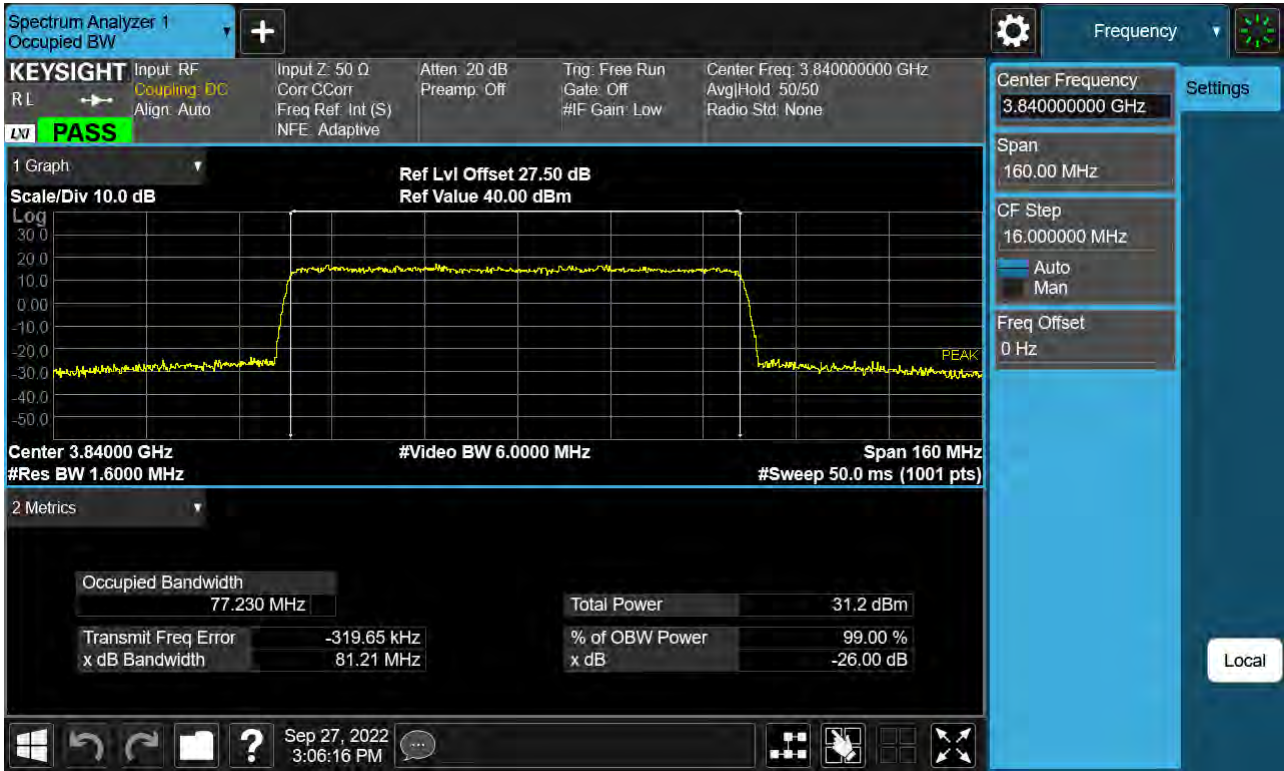 Spectrum Analyzer 1
Occupied BW
+
Frequency
KEYSIGHT
RL
LXI PASS
Input: RF
Coupling: DC
Align: Auto
Input Z: 50 Ω
Corr CCorr
Freq Ref: Int (S)
NFE: Adaptive
Atten: 20 dB
Preamp: Off
Trig: Free Run
Gate: Off
#IF Gain: Low
Center Freq: 3.840000000 GHz
Avg|Hold: 50/50
Radio Std: None
Center Frequency
3.840000000 GHz
Settings
Span
160.00 MHz
CF Step
16.000000 MHz
Auto
Man
Freq Offset
0 Hz
Local
1 Graph
Scale/Div 10.0 dB
Ref Lvl Offset 27.50 dB
Ref Value 40.00 dBm
Log
30.0
20.0
10.0
0.00
-10.0
-20.0
-30.0
-40.0
-50.0
PEAK
Center 3.84000 GHz
#Video BW 6.0000 MHz
Span 160 MHz
#Res BW 1.6000 MHz
#Sweep 50.0 ms (1001 pts)
2 Metrics
Occupied Bandwidth
77.230 MHz
Total Power 31.2 dBm
Transmit Freq Error -319.65 kHz
% of OBW Power 99.00 %
x dB Bandwidth 81.21 MHz
x dB -26.00 dB
?
Sep 27, 2022
3:06:16 PM